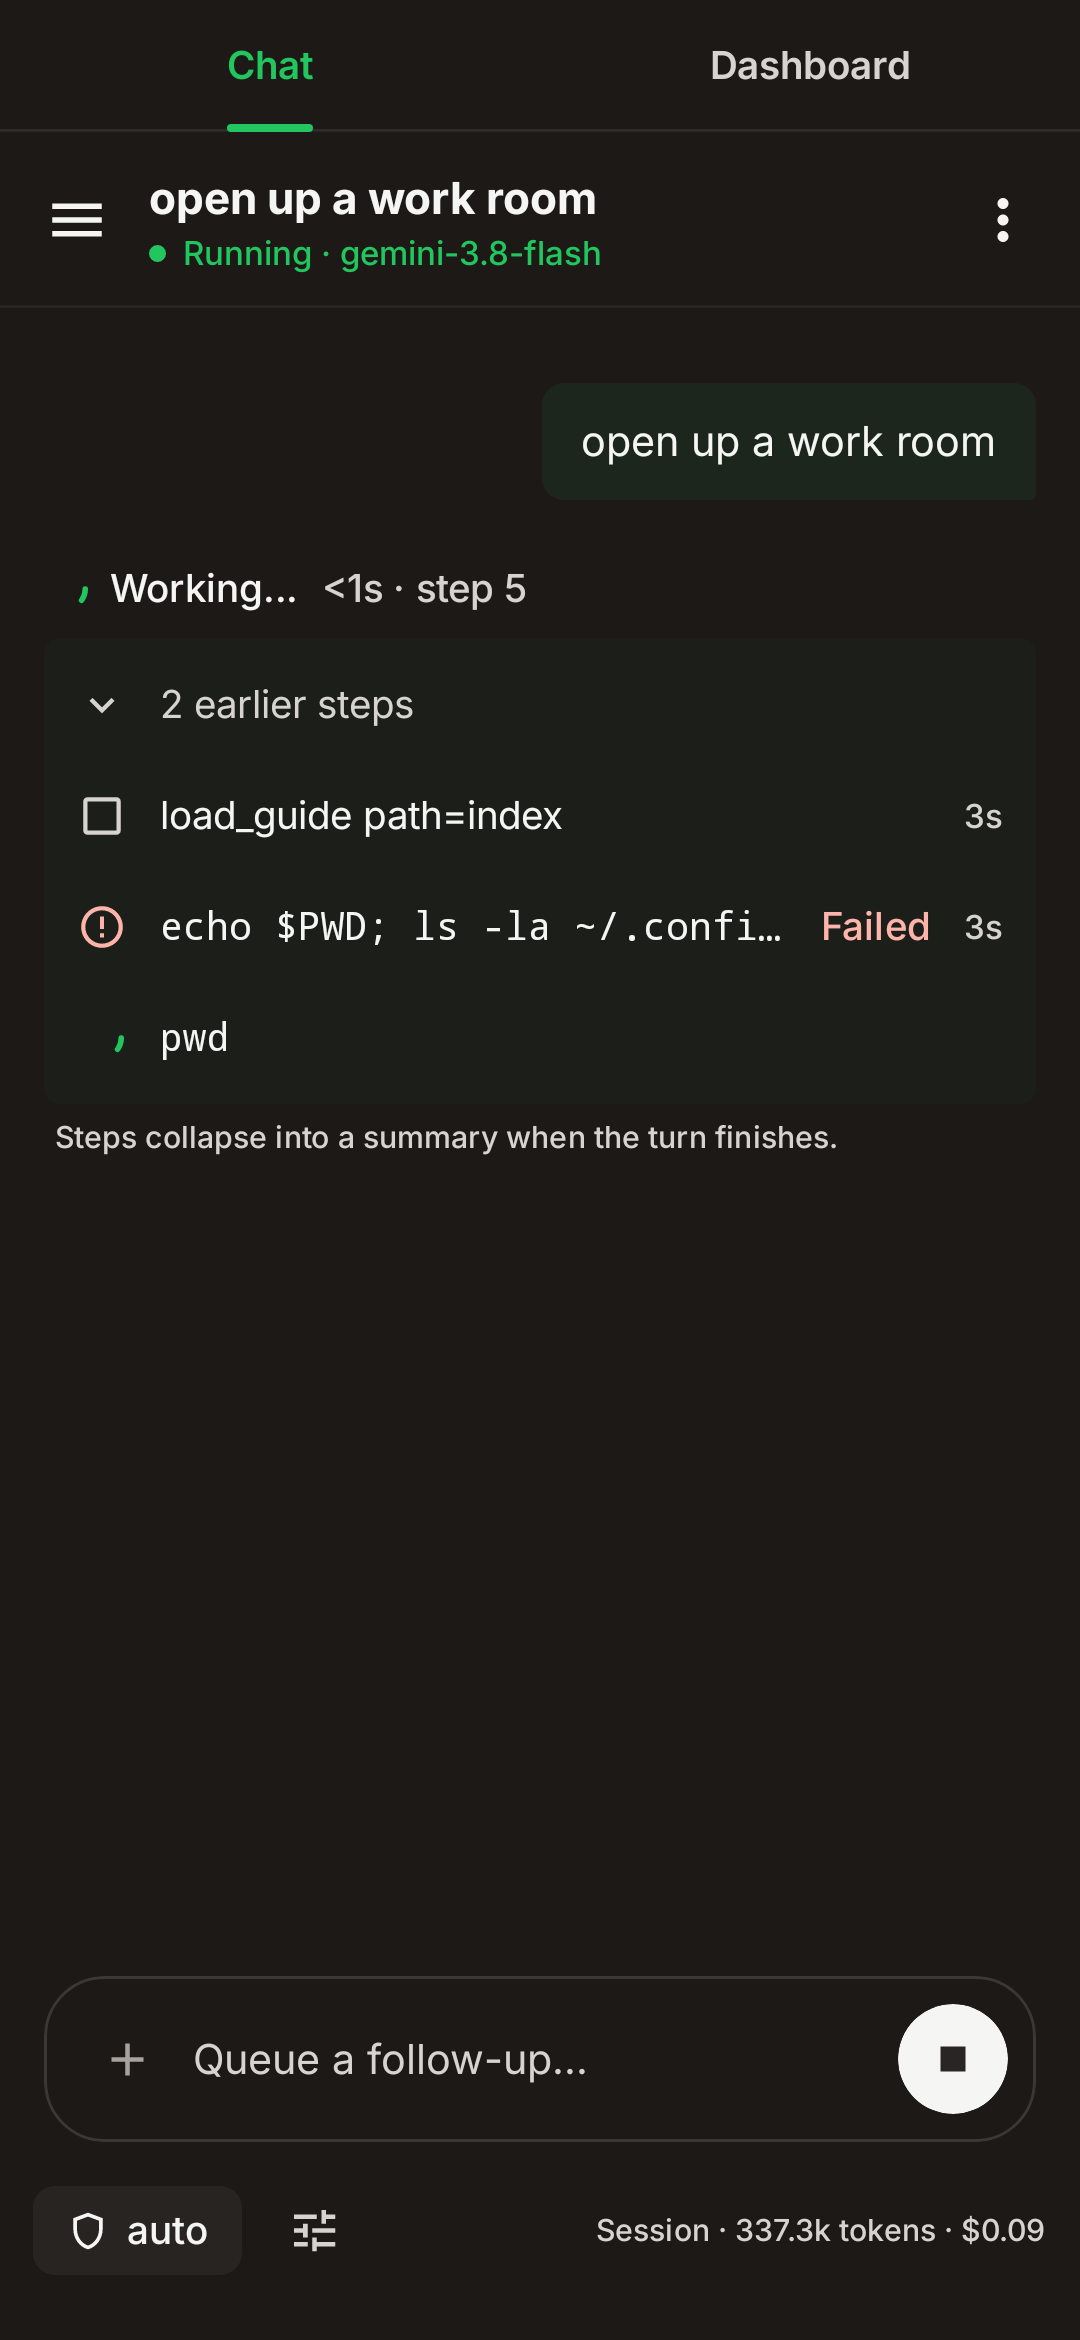 Chat
Dashboard
open up a work room
Running · gemini-3.8-flash
open up a work room
Working... <1s · step 5
2 earlier steps
load_guide path=index 3s
echo $PWD; ls -la ~/.confi… Failed 3s
pwd
Steps collapse into a summary when the turn finishes.
Queue a follow-up...
auto
Session · 337.3k tokens · $0.09